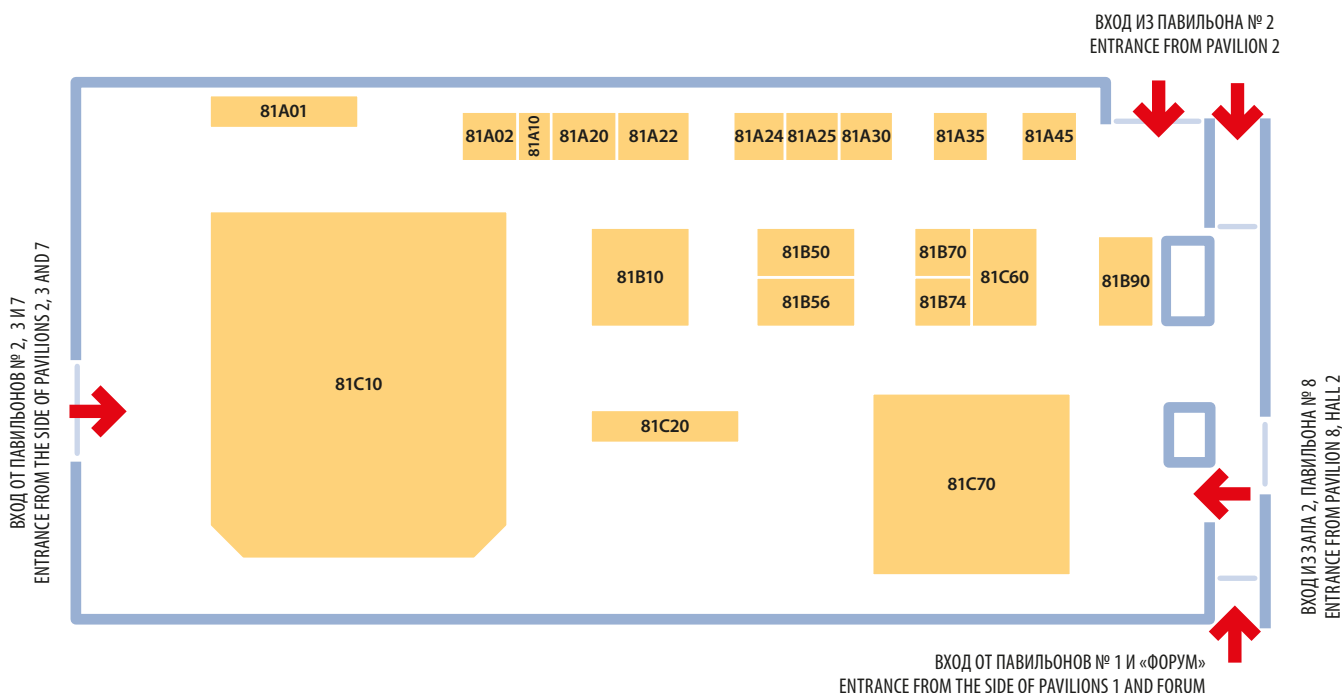 ВХОД ИЗ ПАВИЛЬОНА № 2
ENTRANCE FROM PAVILION 2
81A01
81A02
81A10
81A20
81A22
81A24
81A25
81A30
81A35
81A45
81B10
81B50
81B70
81C60
81B90
81B56
81B74
ВХОД ОТ ПАВИЛЬОНОВ № 2, 3 И 7
ENTRANCE FROM THE SIDE OF PAVILIONS 2, 3 AND 7
81C10
81C20
81C70
ВХОД ИЗ ЗАЛА 2, ПАВИЛЬОНА № 8
ENTRANCE FROM PAVILION 8, HALL 2
ВХОД ОТ ПАВИЛЬОНОВ № 1 И «ФОРУМ»
ENTRANCE FROM THE SIDE OF PAVILIONS 1 AND FORUM